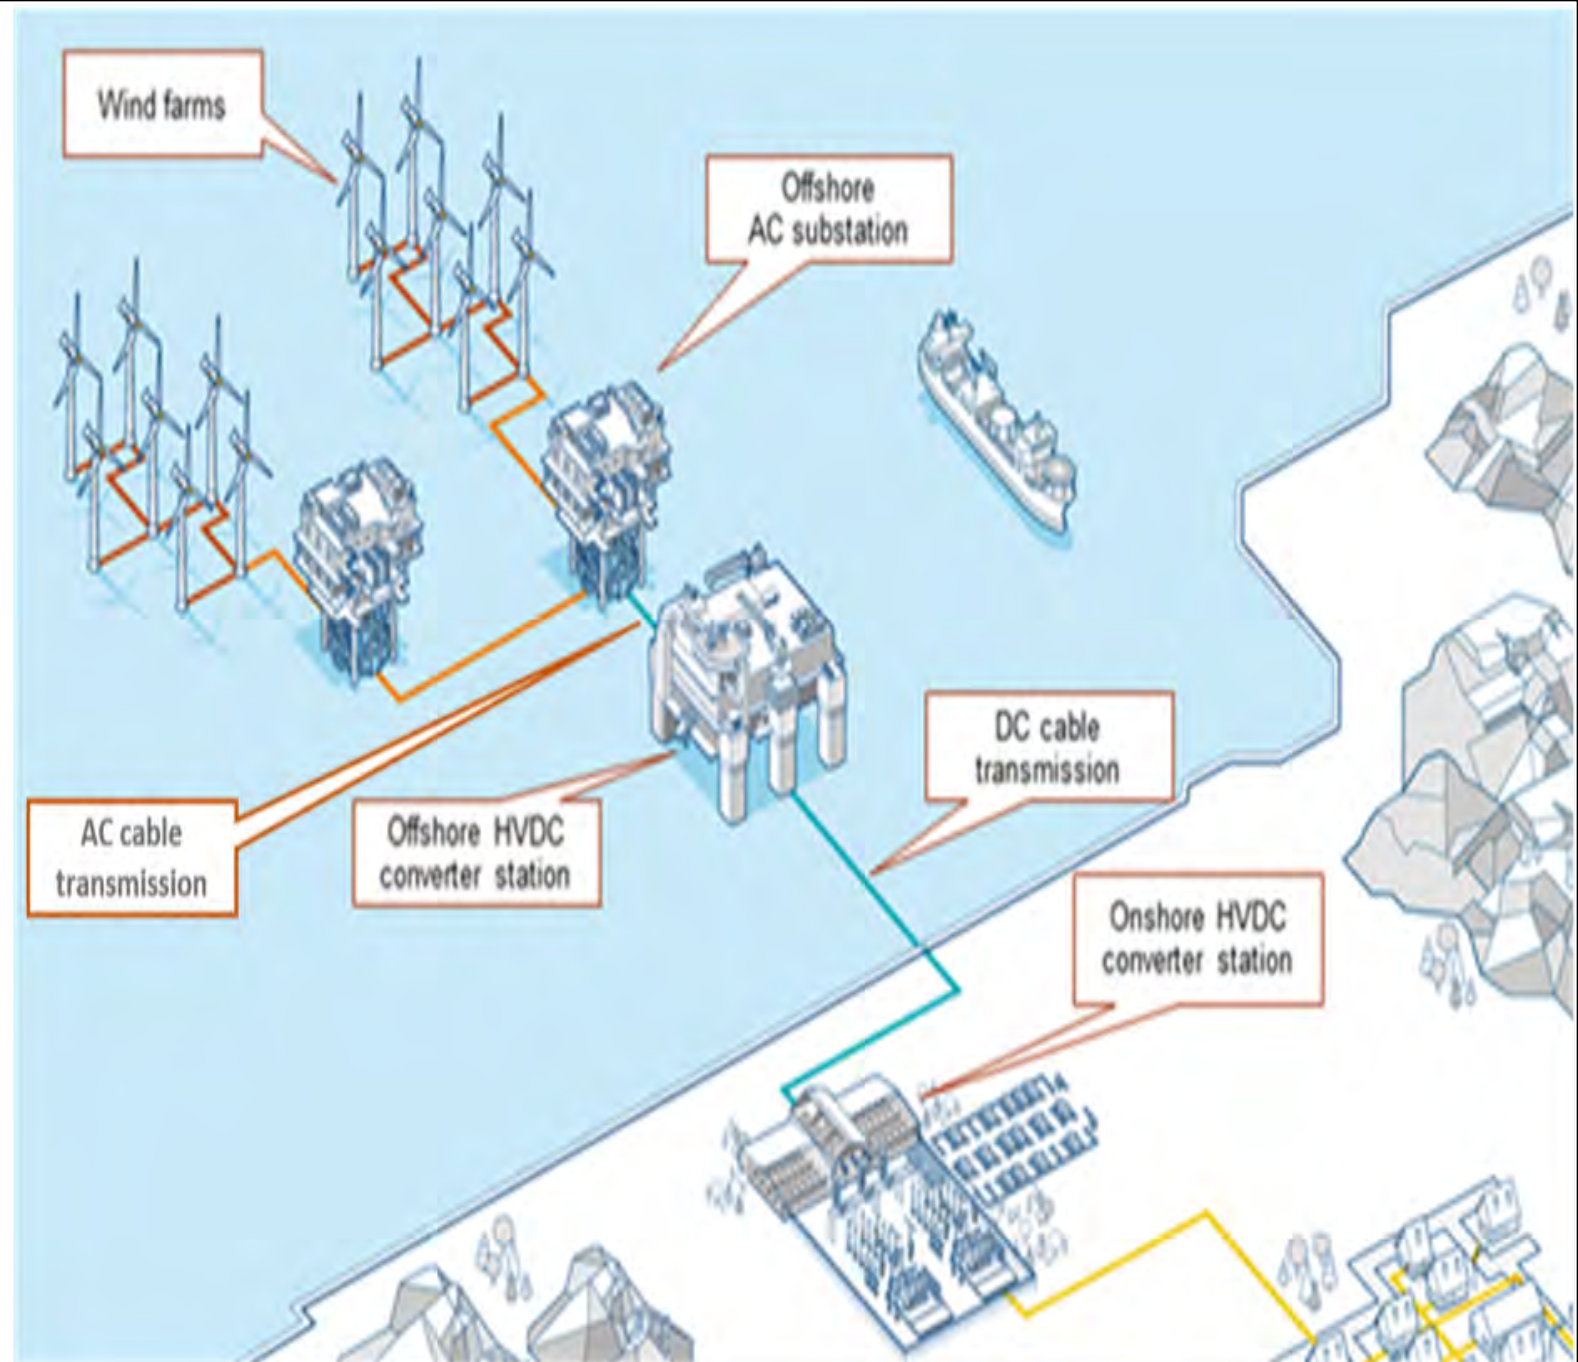 Wind farms
Offshore
AC substation
DC cable
transmission
AC cable
transmission
Offshore HVDC
converter station
Onshore HVDC
converter station